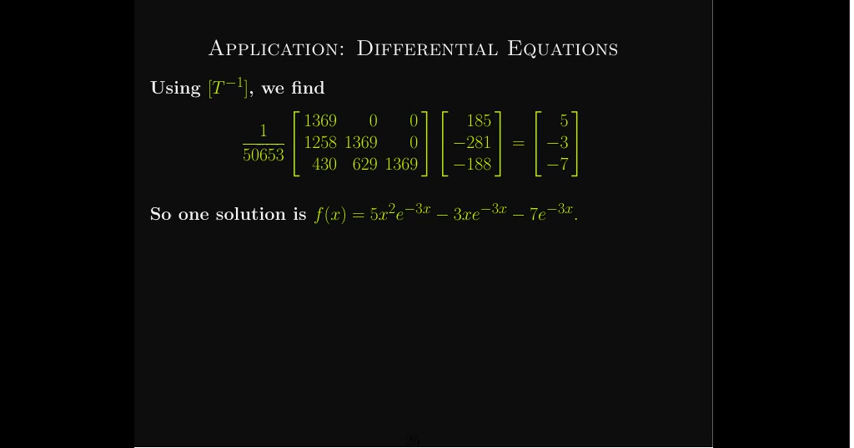 Application: Differential Equations
Using [T⁻¹], we find
1/50653 [1369 0 0; 1258 1369 0; 430 629 1369] [185; −281; −188] = [5; −3; −7]
So one solution is f(x) = 5x²e⁻³ˣ − 3xe⁻³ˣ − 7e⁻³ˣ.